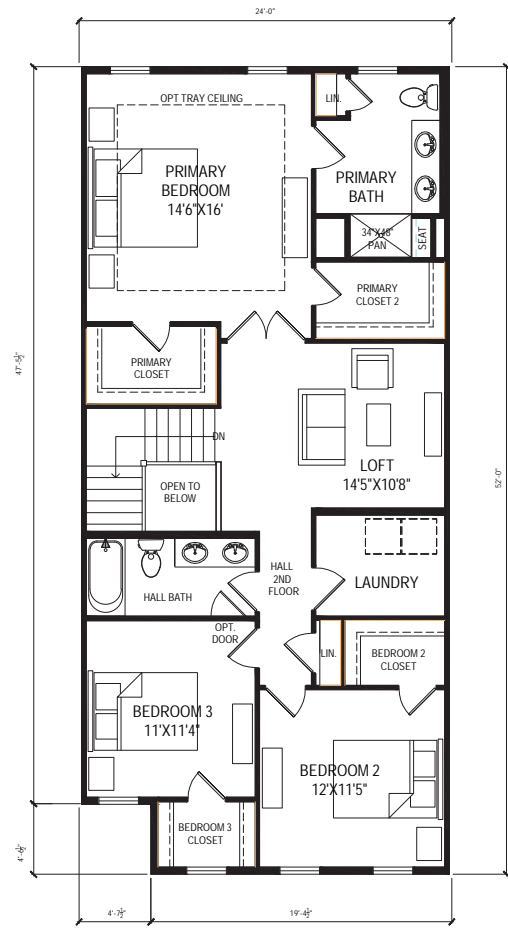 24'-0"
OPT TRAY CEILING
LIN.
PRIMARY
BEDROOM
14'6"X16'
PRIMARY
BATH
34"X48"
PAN
SEAT
PRIMARY
CLOSET 2
47'-5½"
PRIMARY
CLOSET
DN
LOFT
14'5"X10'8"
52'-0"
OPEN TO
BELOW
HALL
2ND
FLOOR
LAUNDRY
HALL BATH
OPT.
DOOR
LIN.
BEDROOM 2
CLOSET
BEDROOM 3
11'X11'4"
BEDROOM 2
12'X11'5"
BEDROOM 3
CLOSET
4'-6½"
4'-7½"
19'-4½"